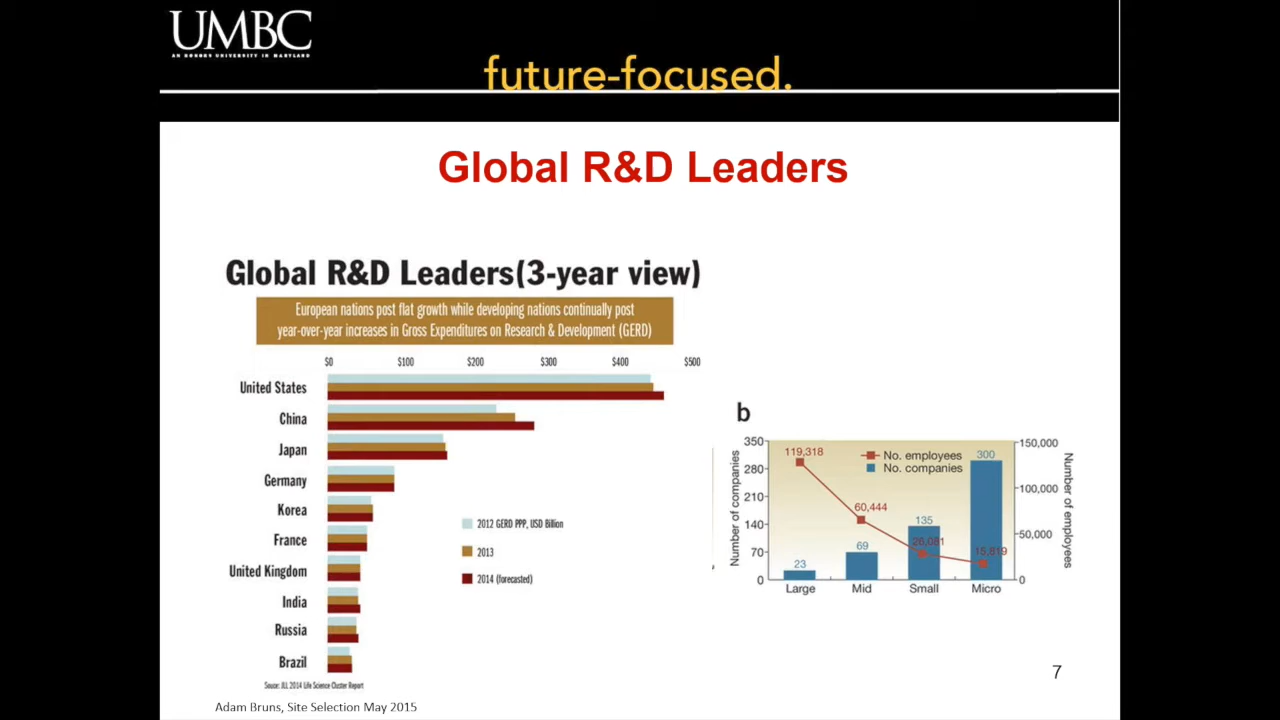 UMBC
AN HONORS UNIVERSITY IN MARYLAND
future-focused.
Global R&D Leaders
Global R&D Leaders(3-year view)
European nations post flat growth while developing nations continually post
year-over-year increases in Gross Expenditures on Research & Development (GERD)
$0 $100 $200 $300 $400 $500
United States
China
Japan
Germany
Korea
France
United Kingdom
India
Russia
Brazil
2012 GERD PPP, USD Billion
2013
2014 (forecasted)
Souce: JLL 2014 Life Science Cluster Report
Adam Bruns, Site Selection May 2015
b
Number of companies
350
280
210
140
70
0
119,318
60,444
26,081
15,819
No. employees
No. companies
23
69
135
300
150,000
100,000
50,000
0
Number of employees
Large Mid Small Micro
7